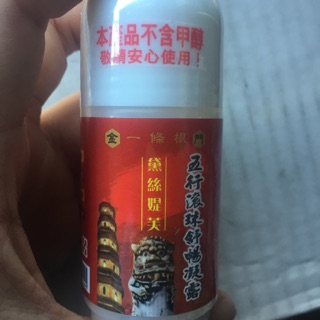 本產品不含甲醇
敬請安心使用！
金一條根門
黛絲媞芙
五行滾珠舒暢凝露